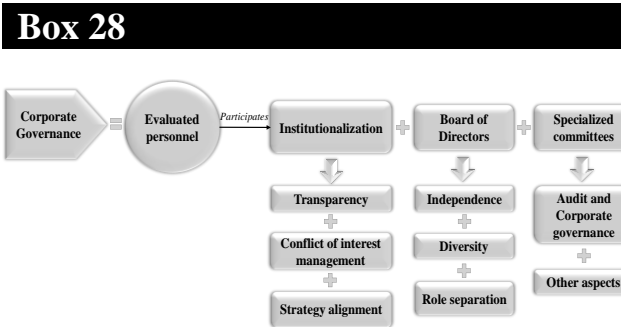 Box 28
Corporate
Governance
=
Evaluated
personnel
Participates
Institutionalization
+
Board of
Directors
+
Specialized
committees
Transparency
+
Conflict of interest
management
+
Strategy alignment
Independence
+
Diversity
+
Role separation
Audit and
Corporate
governance
+
Other aspects